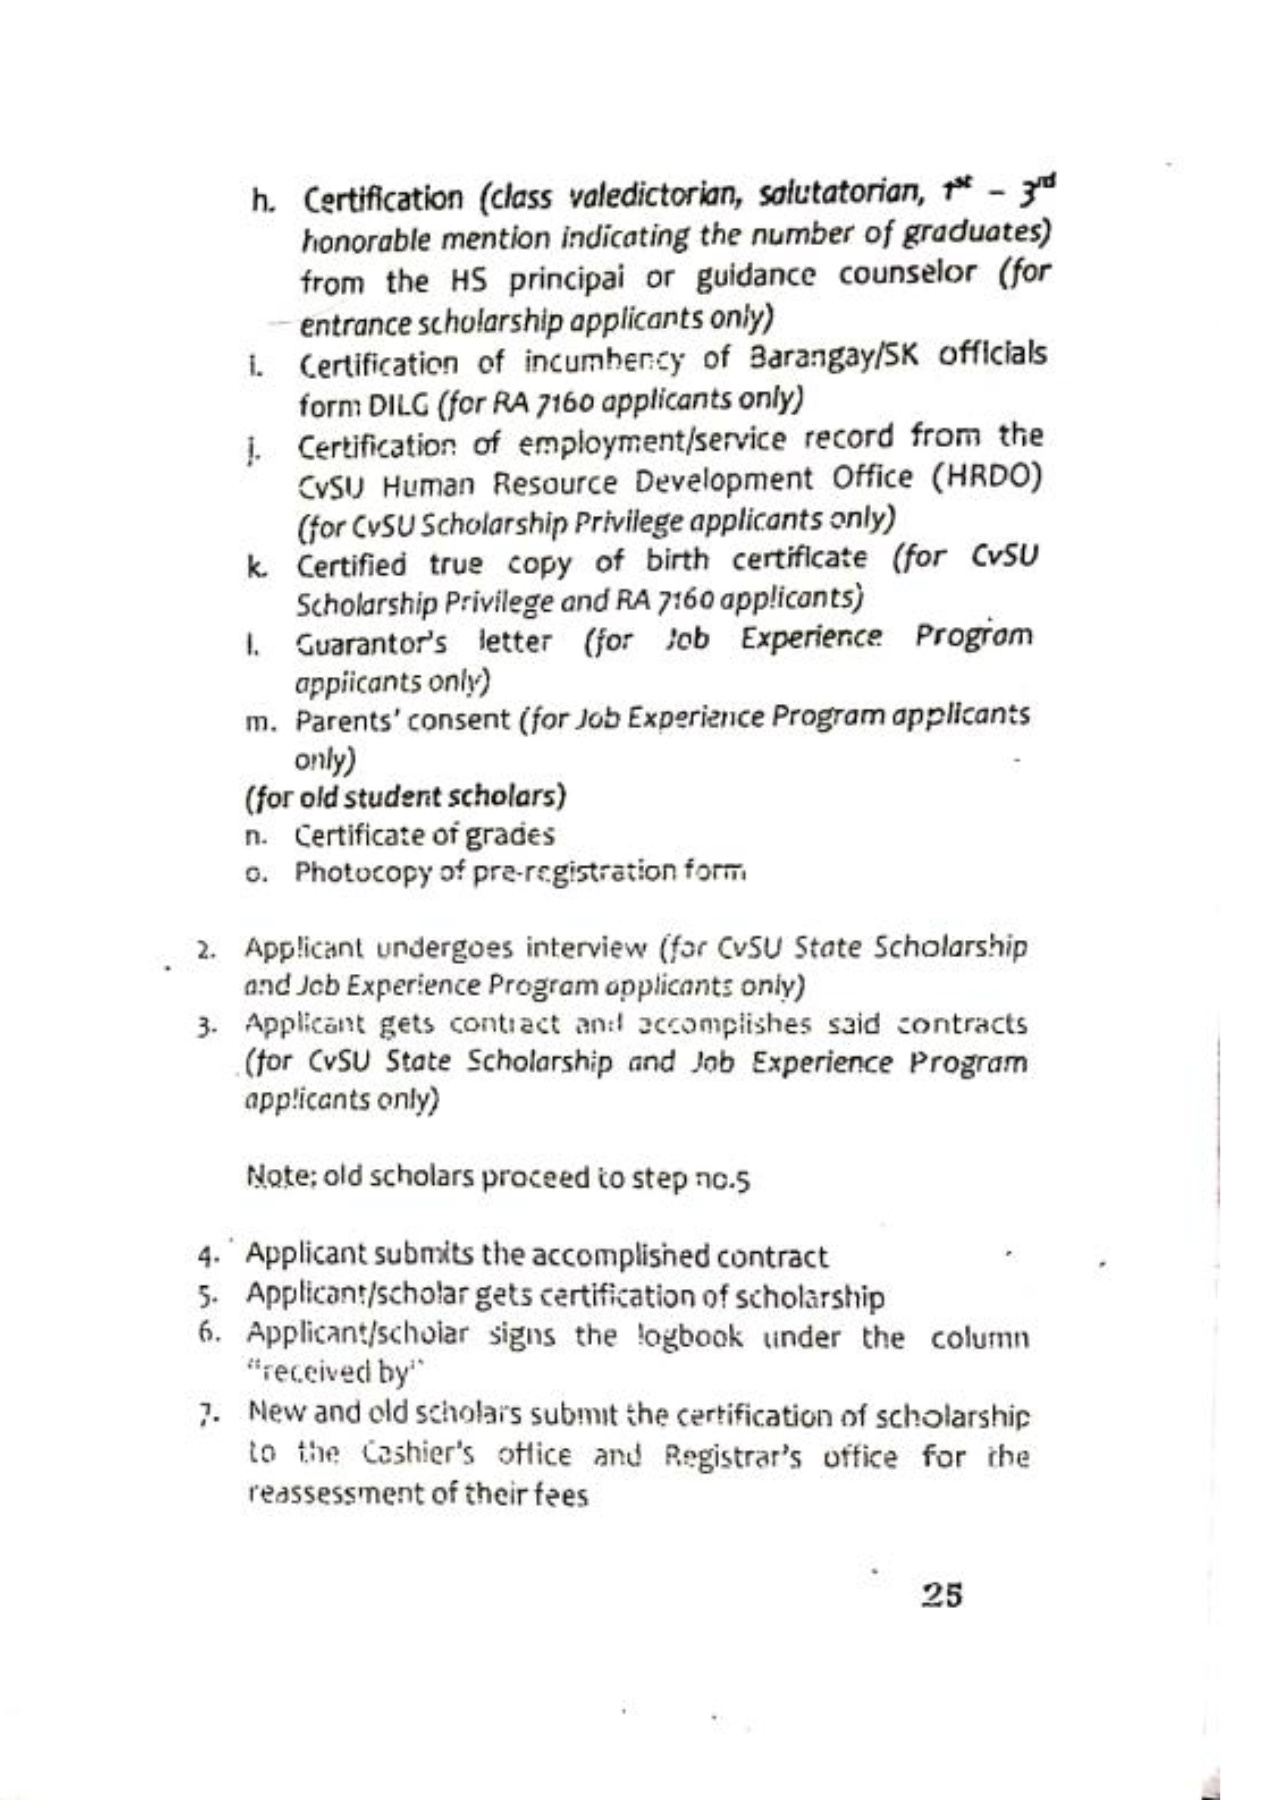 h. Certification (class valedictorian, salutatorian, 1st – 3rd
honorable mention indicating the number of graduates)
from the HS principal or guidance counselor (for
entrance scholarship applicants only)
i. Certification of incumbency of Barangay/SK officials
form DILG (for RA 7160 applicants only)
j. Certification of employment/service record from the
CvSU Human Resource Development Office (HRDO)
(for CvSU Scholarship Privilege applicants only)
k. Certified true copy of birth certificate (for CvSU
Scholarship Privilege and RA 7160 applicants)
l. Guarantor's letter (for Job Experience Program
applicants only)
m. Parents' consent (for Job Experience Program applicants
only)
(for old student scholars)
n. Certificate of grades
o. Photocopy of pre-registration form
2. Applicant undergoes interview (for CvSU State Scholarship
and Job Experience Program applicants only)
3. Applicant gets contract and accomplishes said contracts
(for CvSU State Scholarship and Job Experience Program
applicants only)
Note: old scholars proceed to step no.5
4. Applicant submits the accomplished contract
5. Applicant/scholar gets certification of scholarship
6. Applicant/scholar signs the logbook under the column
"received by"
7. New and old scholars submit the certification of scholarship
to the Cashier's office and Registrar's office for the
reassessment of their fees
25